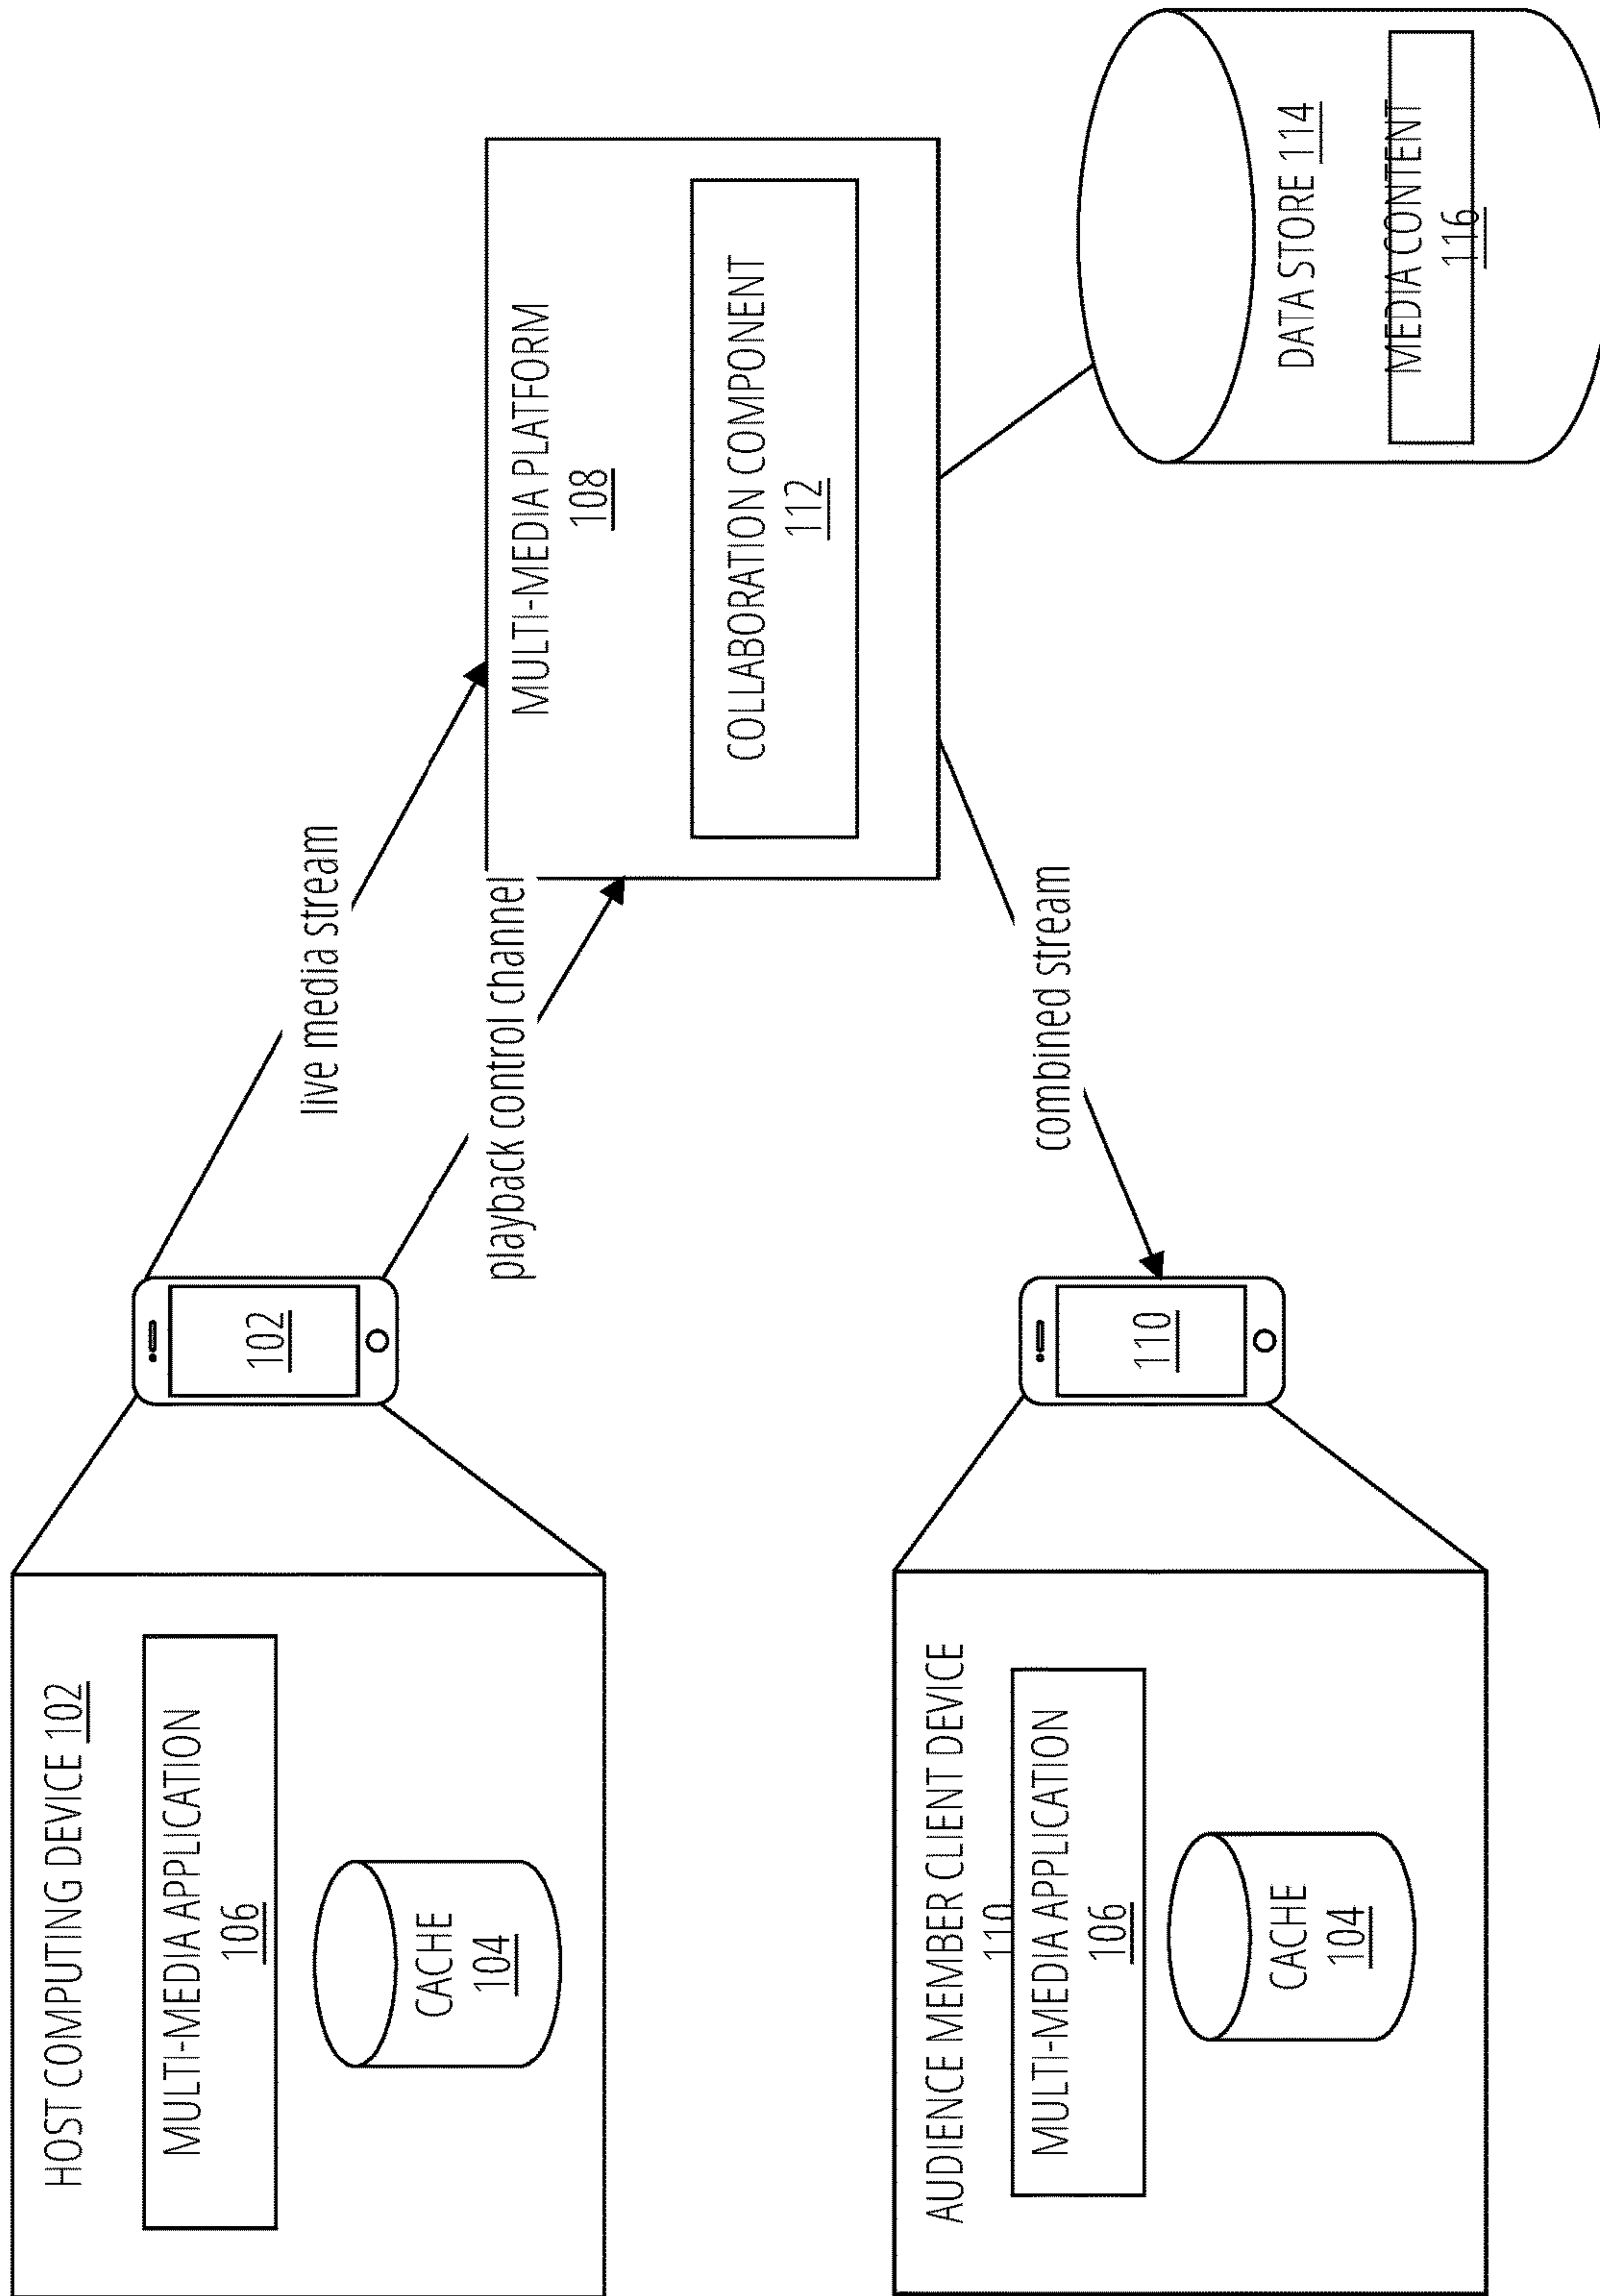 HOST COMPUTING DEVICE 102
MULTI-MEDIA APPLICATION
106
CACHE
104
102
live media stream
playback control channel
MULTI-MEDIA PLATFORM
108
COLLABORATION COMPONENT
112
AUDIENCE MEMBER CLIENT DEVICE
110
MULTI-MEDIA APPLICATION
106
CACHE
104
110
combined stream
DATA STORE 114
MEDIA CONTENT
116